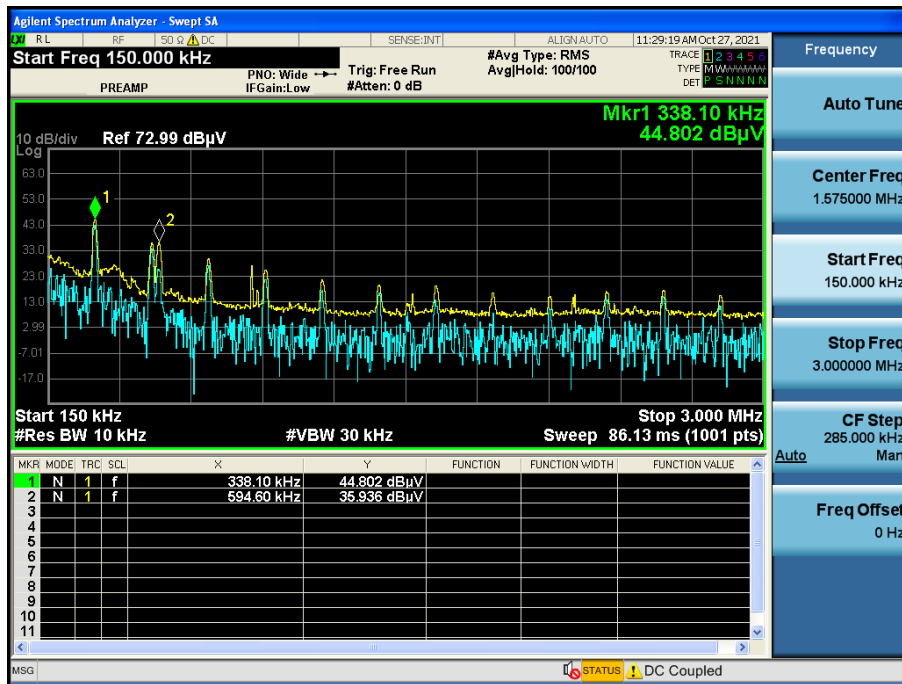 Agilent Spectrum Analyzer - Swept SA
LXI RL RF 50 Ω DC SENSE:INT ALIGN AUTO 11:29:19 AM Oct 27, 2021
Start Freq 150.000 kHz
#Avg Type: RMS
TRACE 1 2 3 4 5 6
PNO: Wide Trig: Free Run Avg|Hold: 100/100
TYPE MWWWWW
PREAMP IFGain:Low #Atten: 0 dB
DET P S N N N N
Frequency
Mkr1 338.10 kHz
44.802 dBµV
10 dB/div Ref 72.99 dBµV
Log
63.0
53.0
43.0
33.0
23.0
13.0
2.99
-7.01
-17.0
1
2
Start 150 kHz Stop 3.000 MHz
#Res BW 10 kHz #VBW 30 kHz Sweep 86.13 ms (1001 pts)
MKR MODE TRC SCL X Y FUNCTION FUNCTION WIDTH FUNCTION VALUE
1 N 1 f 338.10 kHz 44.802 dBµV
2 N 1 f 594.60 kHz 35.936 dBµV
3
4
5
6
7
8
9
10
11
Auto Tune
Center Freq
1.575000 MHz
Start Freq
150.000 kHz
Stop Freq
3.000000 MHz
CF Step
285.000 kHz
Auto Man
Freq Offset
0 Hz
MSG STATUS DC Coupled